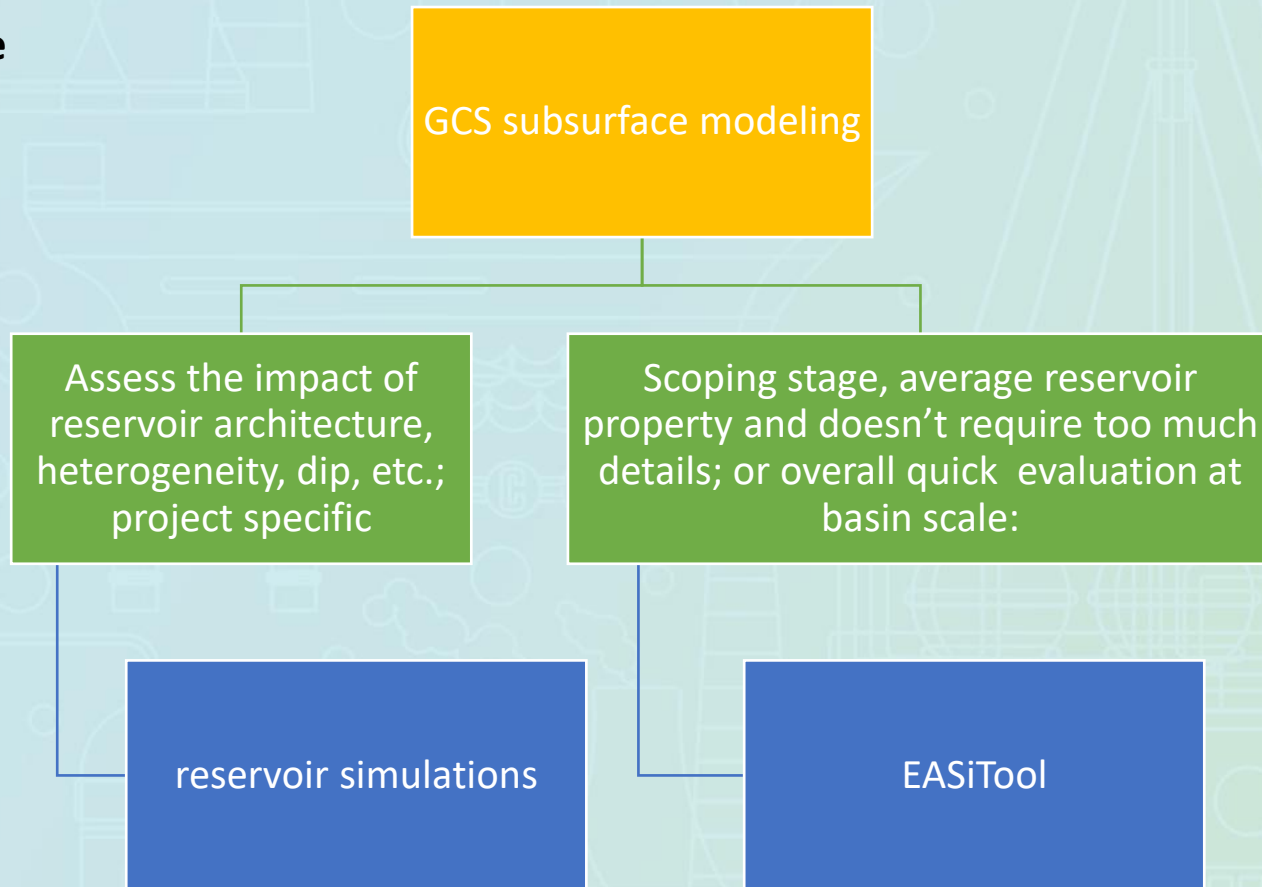 e
GCS subsurface modeling
Assess the impact of
reservoir architecture,
heterogeneity, dip, etc.;
project specific
Scoping stage, average reservoir
property and doesn’t require too much
details; or overall quick  evaluation at
basin scale:
reservoir simulations
EASiTool